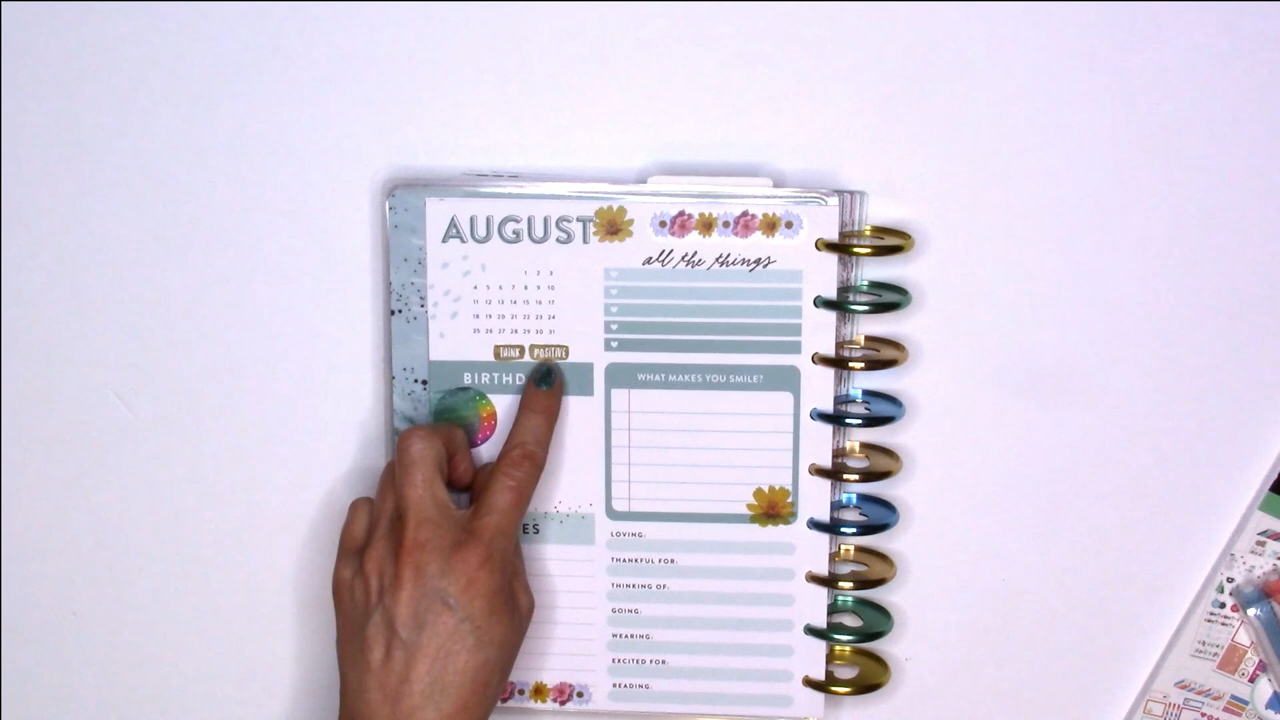 AUGUST
1 2 3
4 5 6 7 8 9 10
11 12 13 14 15 16 17
18 19 20 21 22 23 24
25 26 27 28 29 30 31
THINK POSITIVE
BIRTHD
ES
all the things
WHAT MAKES YOU SMILE?
LOVING:
THANKFUL FOR:
THINKING OF:
GOING:
WEARING:
EXCITED FOR:
READING: